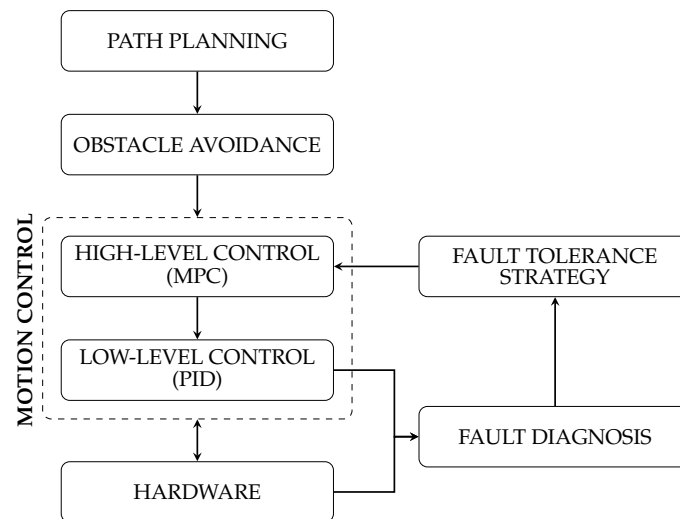 PATH PLANNING
OBSTACLE AVOIDANCE
MOTION CONTROL
HIGH-LEVEL CONTROL
(MPC)
FAULT TOLERANCE
STRATEGY
LOW-LEVEL CONTROL
(PID)
FAULT DIAGNOSIS
HARDWARE